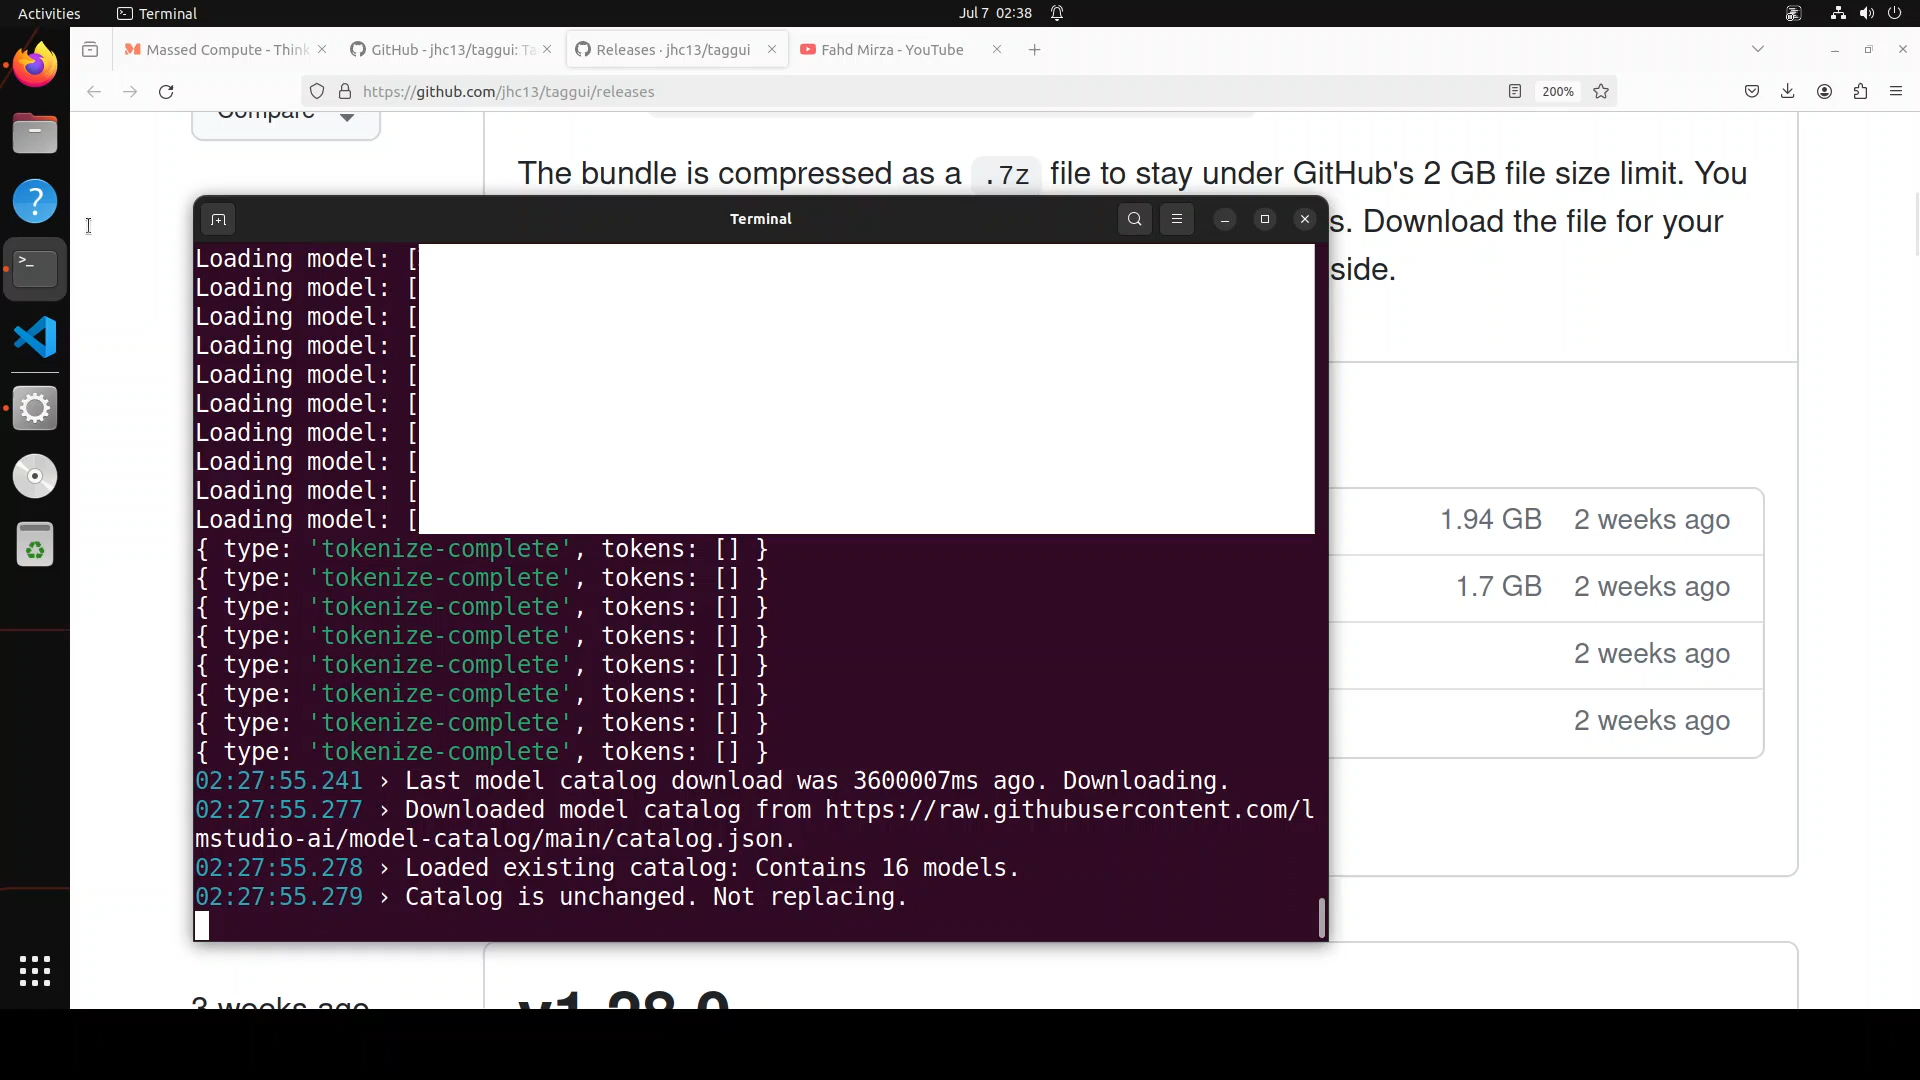 Activities
Terminal
Jul 7 02:38
Massed Compute - Think
GitHub - jhc13/taggui: Ta
Releases · jhc13/taggui
Fahd Mirza - YouTube
https://github.com/jhc13/taggui/releases
200%
Compare
The bundle is compressed as a .7z file to stay under GitHub's 2 GB file size limit. You
s. Download the file for your
side.
Terminal
Loading model: [
Loading model: [
Loading model: [
Loading model: [
Loading model: [
Loading model: [
Loading model: [
Loading model: [
Loading model: [
Loading model: [
{ type: 'tokenize-complete', tokens: [] }
{ type: 'tokenize-complete', tokens: [] }
{ type: 'tokenize-complete', tokens: [] }
{ type: 'tokenize-complete', tokens: [] }
{ type: 'tokenize-complete', tokens: [] }
{ type: 'tokenize-complete', tokens: [] }
{ type: 'tokenize-complete', tokens: [] }
{ type: 'tokenize-complete', tokens: [] }
02:27:55.241 › Last model catalog download was 3600007ms ago. Downloading.
02:27:55.277 › Downloaded model catalog from https://raw.githubusercontent.com/l
mstudio-ai/model-catalog/main/catalog.json.
02:27:55.278 › Loaded existing catalog: Contains 16 models.
02:27:55.279 › Catalog is unchanged. Not replacing.
1.94 GB 2 weeks ago
1.7 GB 2 weeks ago
2 weeks ago
2 weeks ago
3 weeks ago
v1.28.0